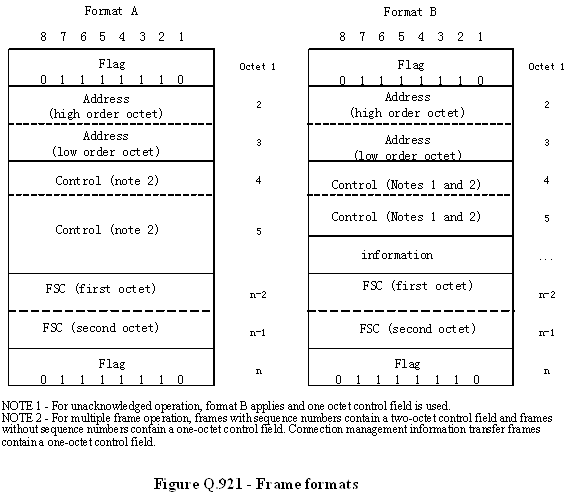 Format A
8 7 6 5 4 3 2 1
Flag
0 1 1 1 1 1 1 0
Octet 1
Address
(high order octet)
2
Address
(low order octet)
3
Control (note 2)
4
Control (note 2)
5
FSC (first octet)
n-2
FSC (second octet)
n-1
Flag
0 1 1 1 1 1 1 0
n
Format B
8 7 6 5 4 3 2 1
Flag
0 1 1 1 1 1 1 0
Octet 1
Address
(high order octet)
2
Address
(low order octet)
3
Control (Notes 1 and 2)
4
Control (Notes 1 and 2)
5
information
...
FSC (first octet)
n-2
FSC (second octet)
n-1
Flag
0 1 1 1 1 1 1 0
n
NOTE 1 - For unacknowledged operation, format B applies and one octet control field is used.
NOTE 2 - For multiple frame operation, frames with sequence numbers contain a two-octet control field and frames
without sequence numbers contain a one-octet control field. Connection management information transfer frames
contain a one-octet control field.
Figure Q.921 - Frame formats